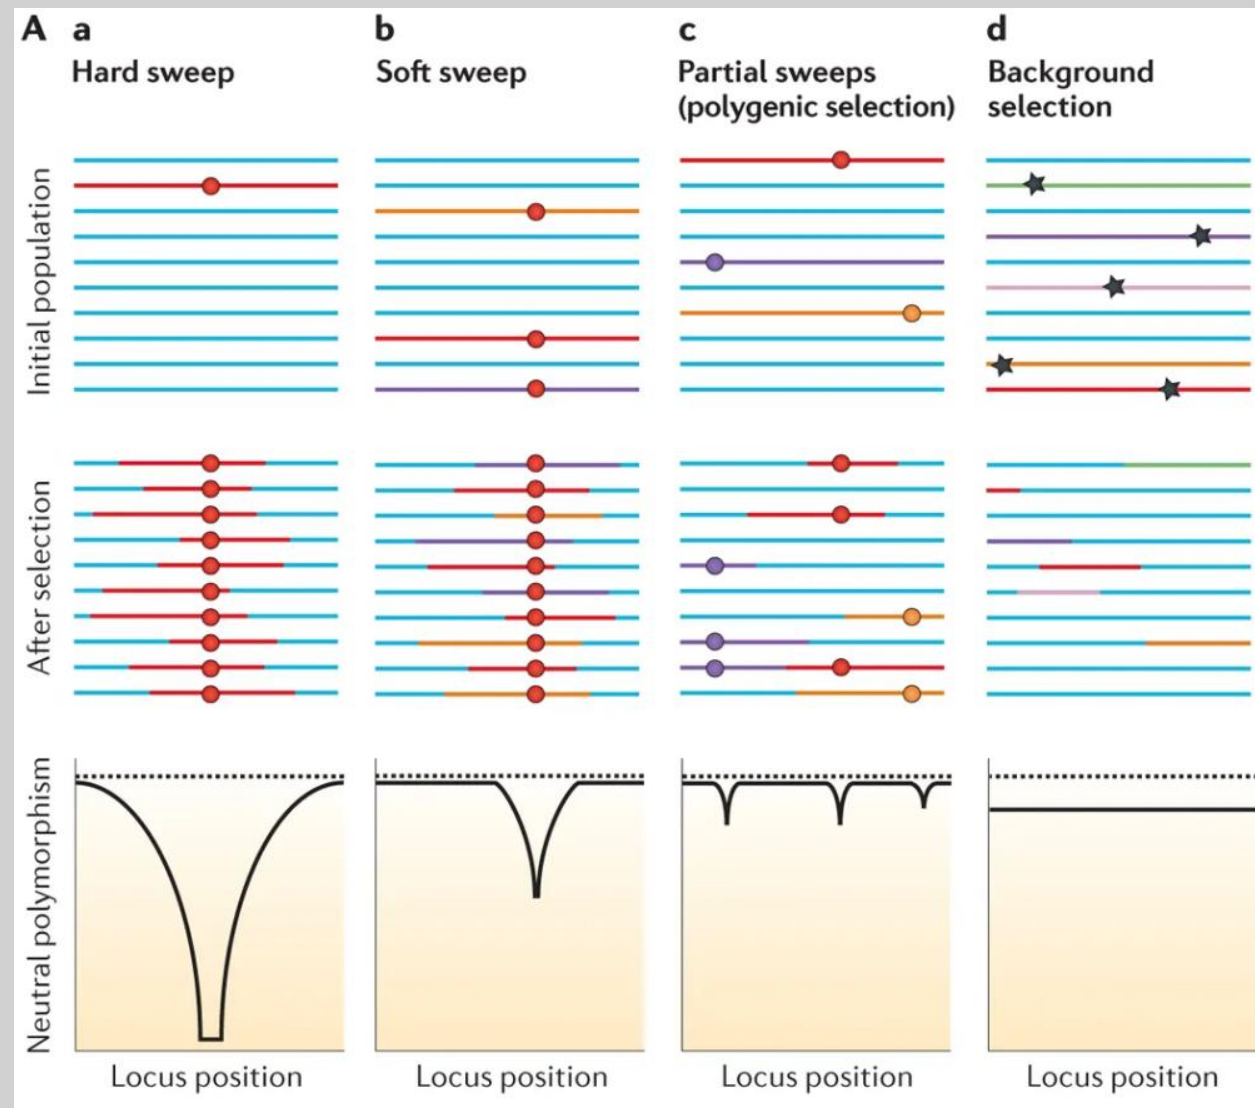 A a b c d
Hard sweep
Soft sweep
Partial sweeps
(polygenic selection)
Background
selection
Initial population
After selection
Neutral polymorphism
Locus position
Locus position
Locus position
Locus position